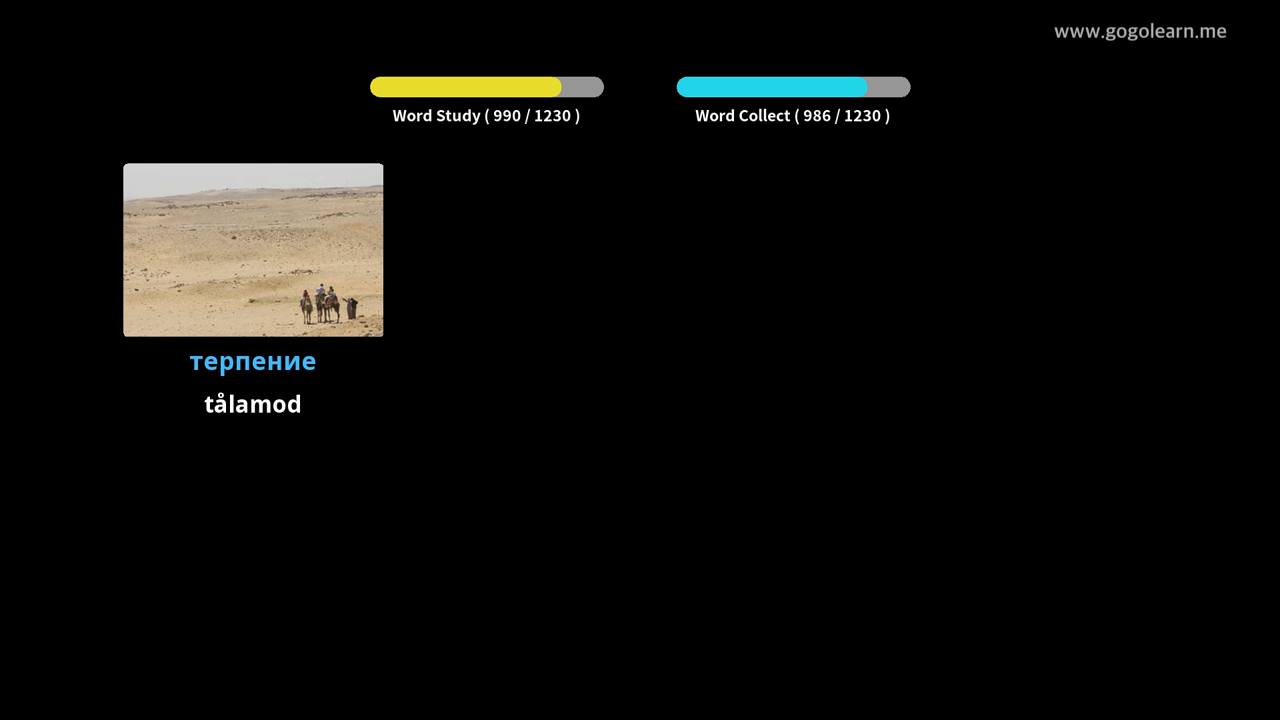 www.gogolearn.me
Word Study ( 990 / 1230 )
Word Collect ( 986 / 1230 )
терпение
tålamod